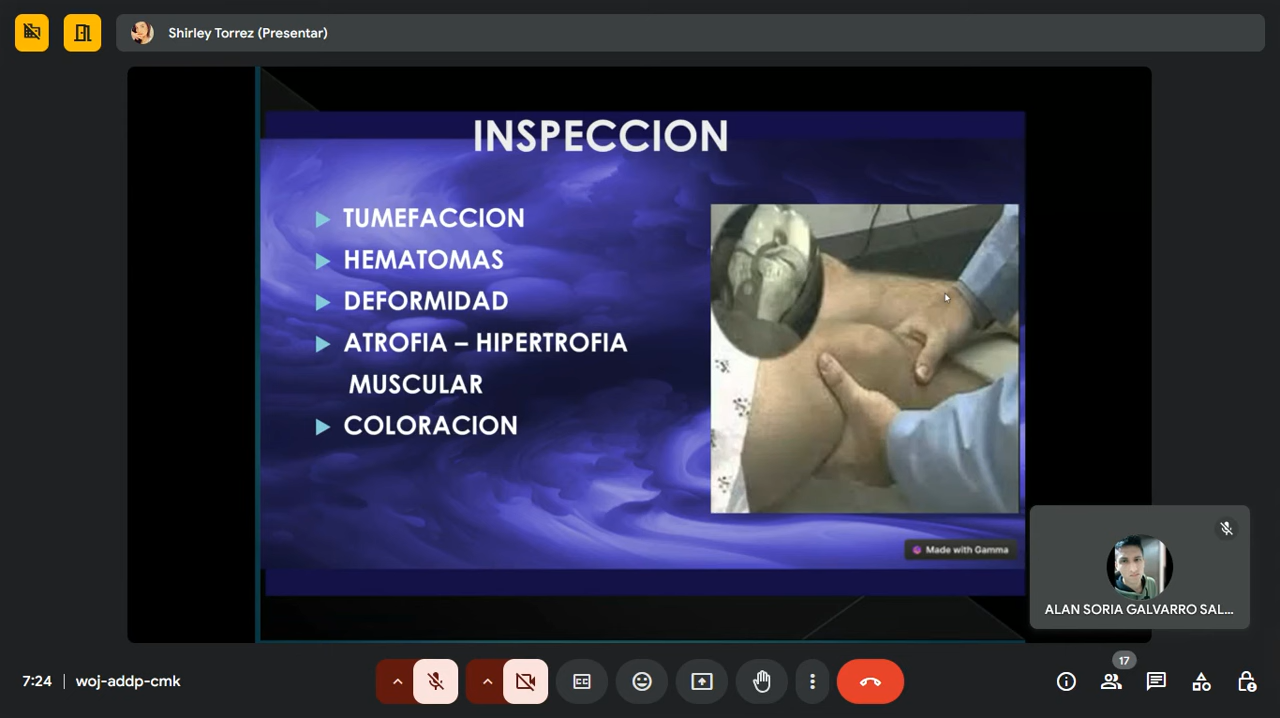 Shirley Torrez (Presentar)
INSPECCION
TUMEFACCION
HEMATOMAS
DEFORMIDAD
ATROFIA – HIPERTROFIA
MUSCULAR
COLORACION
Made with Gamma
ALAN SORIA GALVARRO SAL...
7:24 | woj-addp-cmk
CC
17